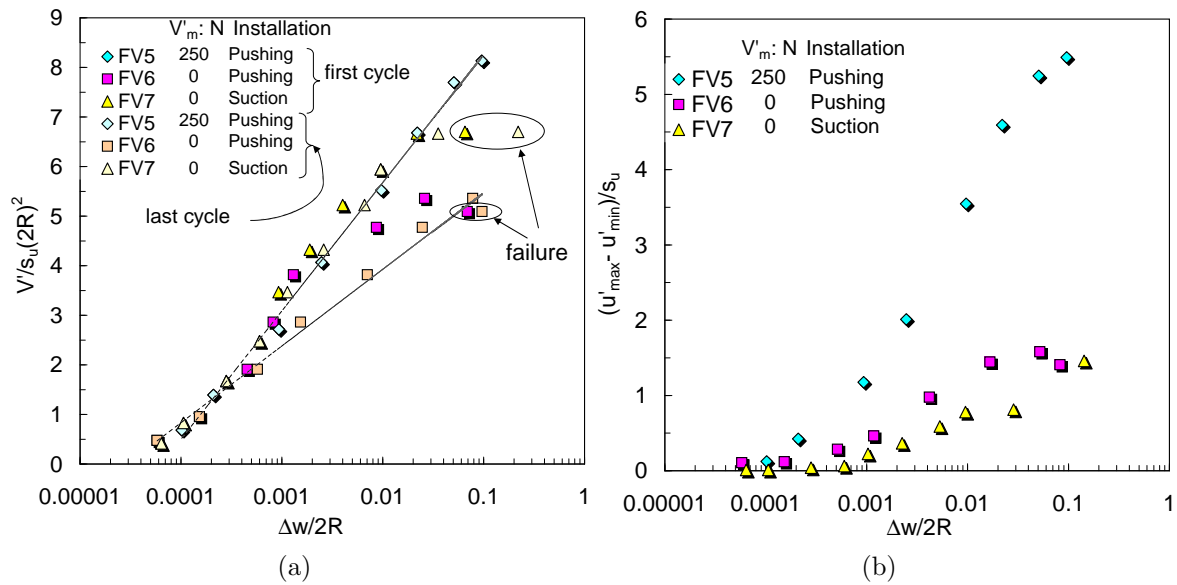 V'm: N Installation
FV5 250 Pushing
FV6 0 Pushing
FV7 0 Suction
first cycle
FV5 250 Pushing
FV6 0 Pushing
FV7 0 Suction
last cycle
failure
9
8
7
6
5
4
3
2
1
0
V'/su(2R)²
0.00001 0.0001 0.001 0.01 0.1 1
Δw/2R
(a)
V'm: N Installation
FV5 250 Pushing
FV6 0 Pushing
FV7 0 Suction
6
5
4
3
2
1
0
(u'max- u'min)/su
0.00001 0.0001 0.001 0.01 0.1 1
Δw/2R
(b)